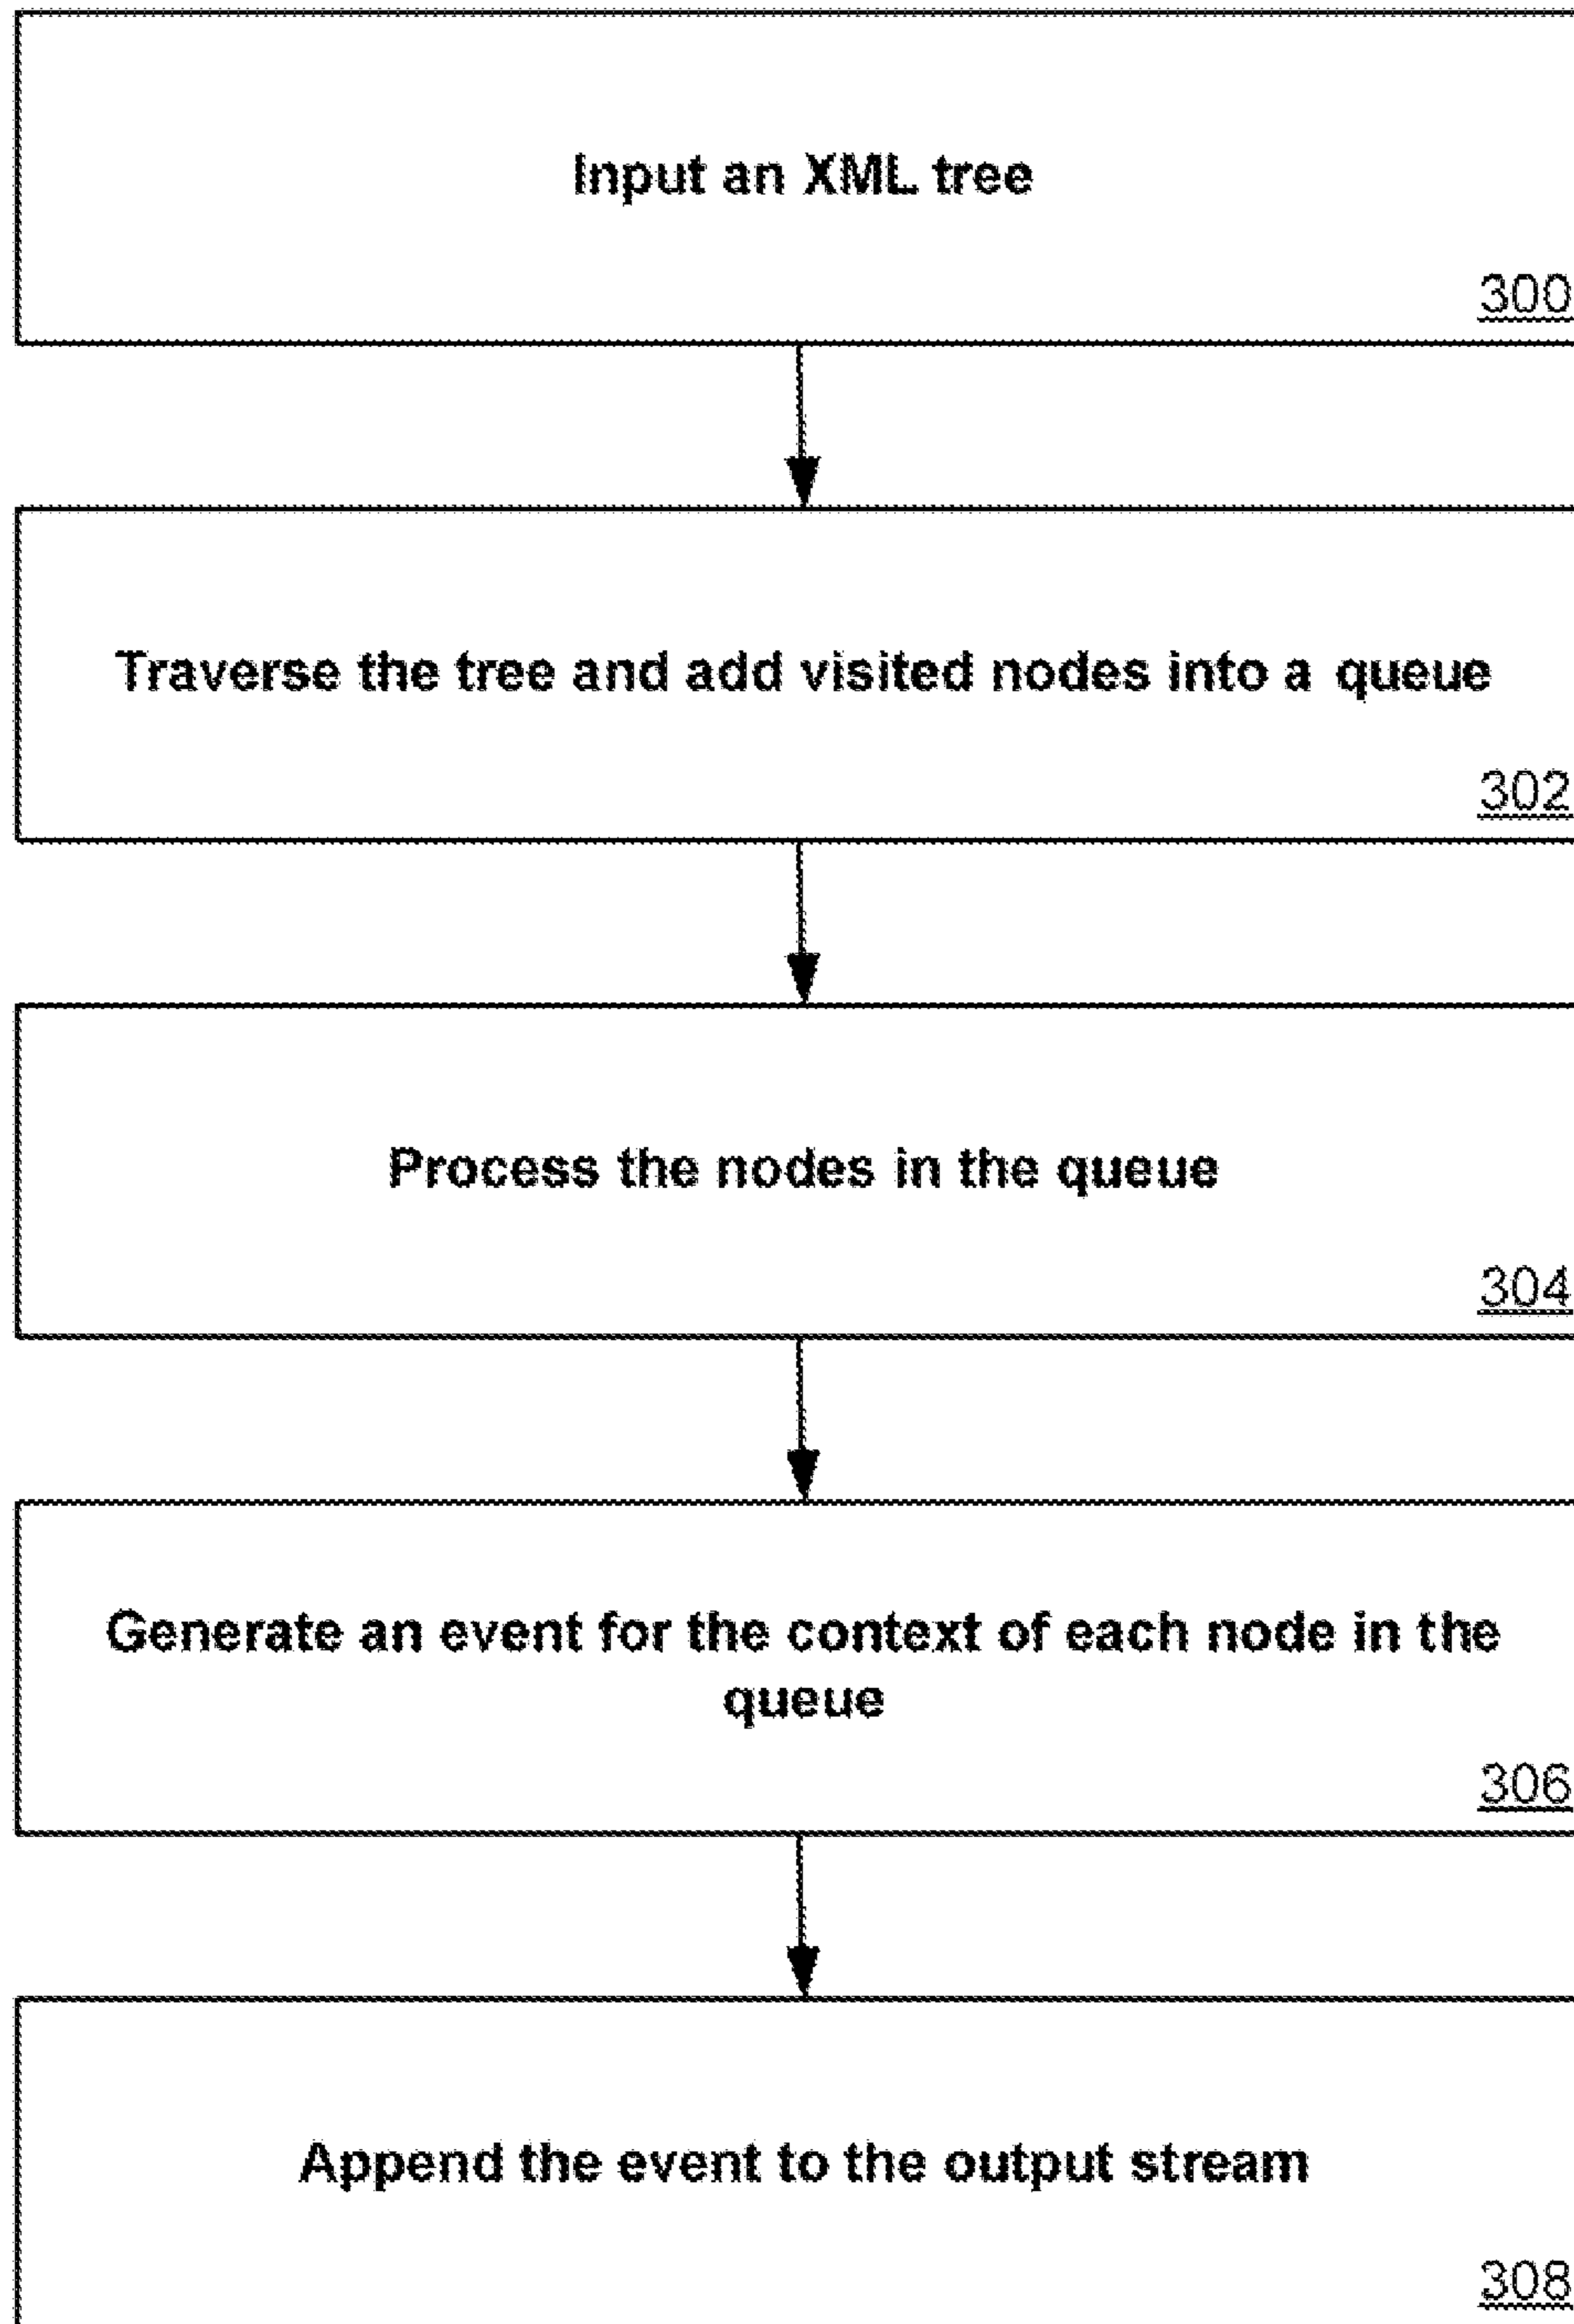 Input an XML tree
300
Traverse the tree and add visited nodes into a queue
302
Process the nodes in the queue
304
Generate an event for the context of each node in the
queue
306
Append the event to the output stream
308